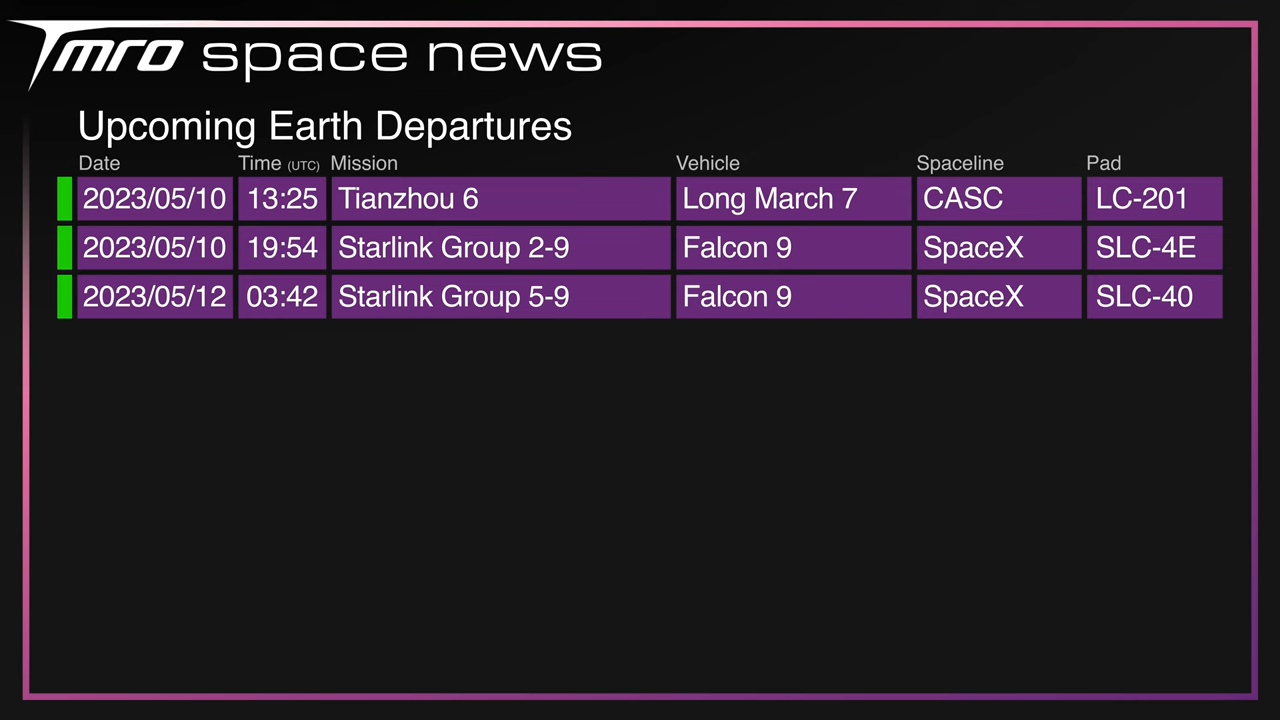 Tmro space news
Upcoming Earth Departures
Date Time (UTC) Mission Vehicle Spaceline Pad
2023/05/10 13:25 Tianzhou 6 Long March 7 CASC LC-201
2023/05/10 19:54 Starlink Group 2-9 Falcon 9 SpaceX SLC-4E
2023/05/12 03:42 Starlink Group 5-9 Falcon 9 SpaceX SLC-40